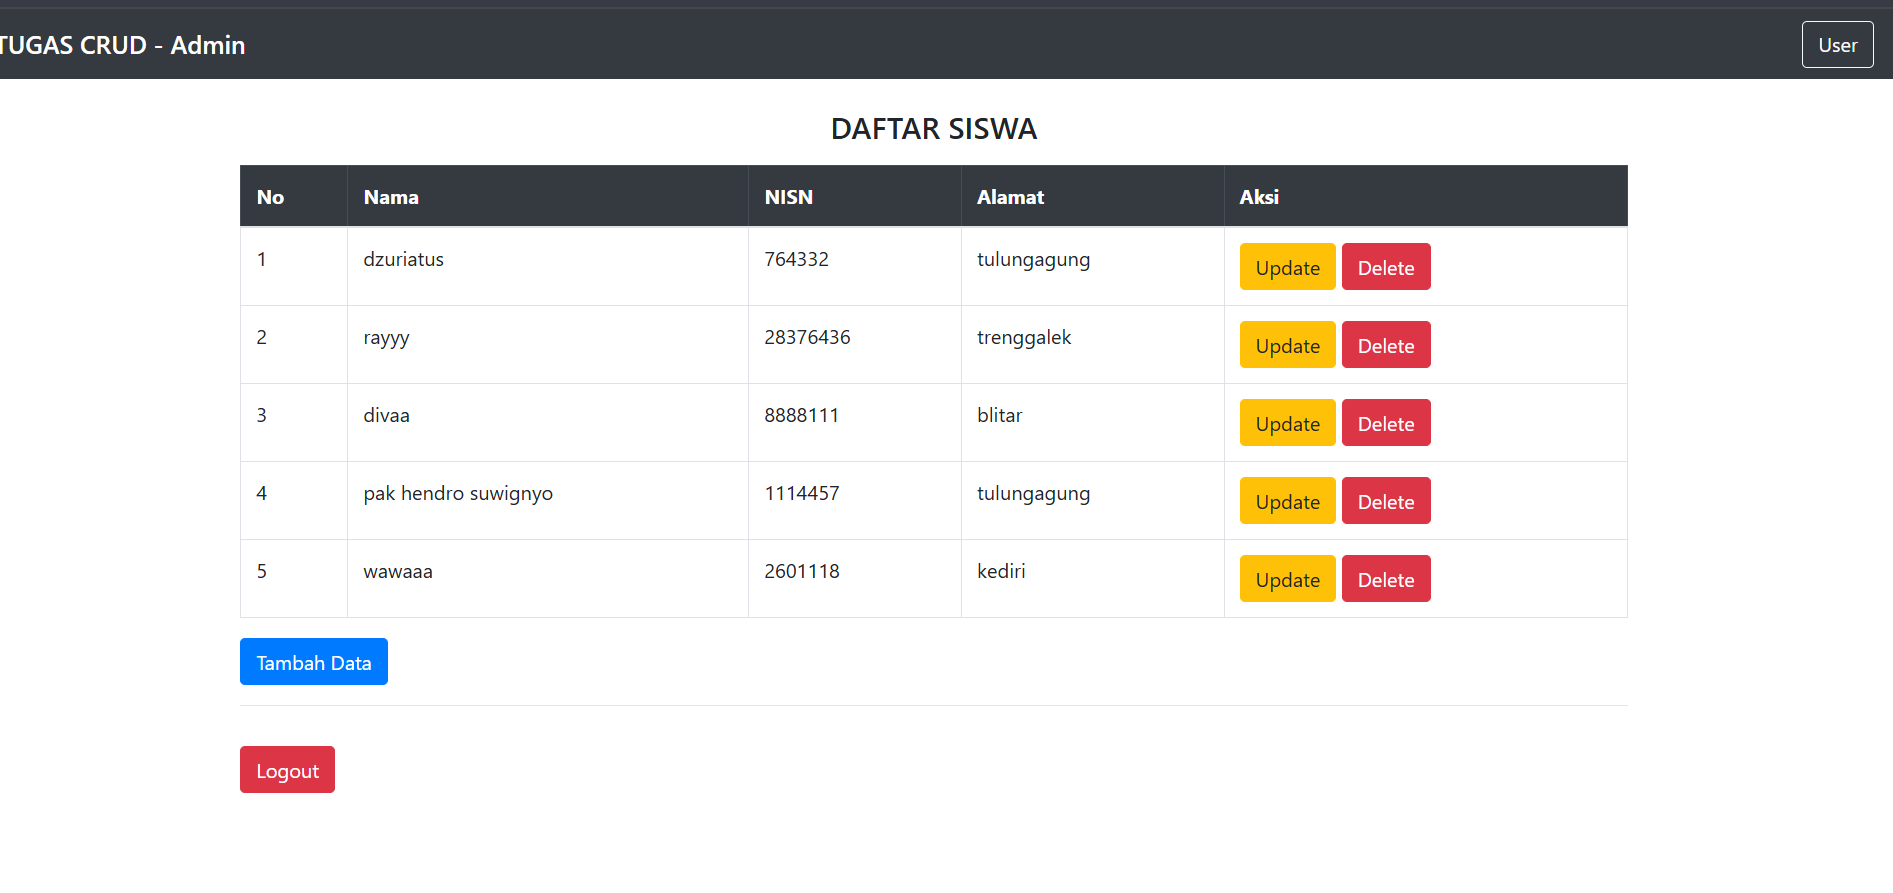 TUGAS CRUD - Admin User
DAFTAR SISWA
No Nama NISN Alamat Aksi
1 dzuriatus 764332 tulungagung Update Delete
2 rayyy 28376436 trenggalek Update Delete
3 divaa 8888111 blitar Update Delete
4 pak hendro suwignyo 1114457 tulungagung Update Delete
5 wawaaa 2601118 kediri Update Delete
Tambah Data
Logout